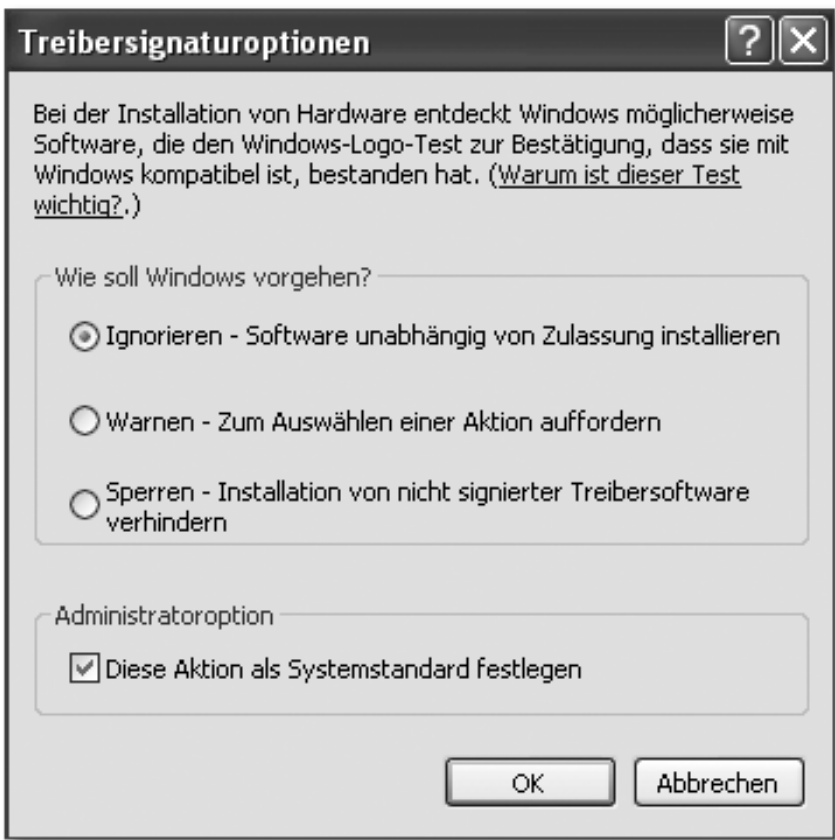 Treibersignaturoptionen
Bei der Installation von Hardware entdeckt Windows möglicherweise
Software, die den Windows-Logo-Test zur Bestätigung, dass sie mit
Windows kompatibel ist, bestanden hat. (Warum ist dieser Test
wichtig?.)
Wie soll Windows vorgehen?
Ignorieren - Software unabhängig von Zulassung installieren
Warnen - Zum Auswählen einer Aktion auffordern
Sperren - Installation von nicht signierter Treibersoftware
verhindern
Administratoroption
Diese Aktion als Systemstandard festlegen
OK
Abbrechen